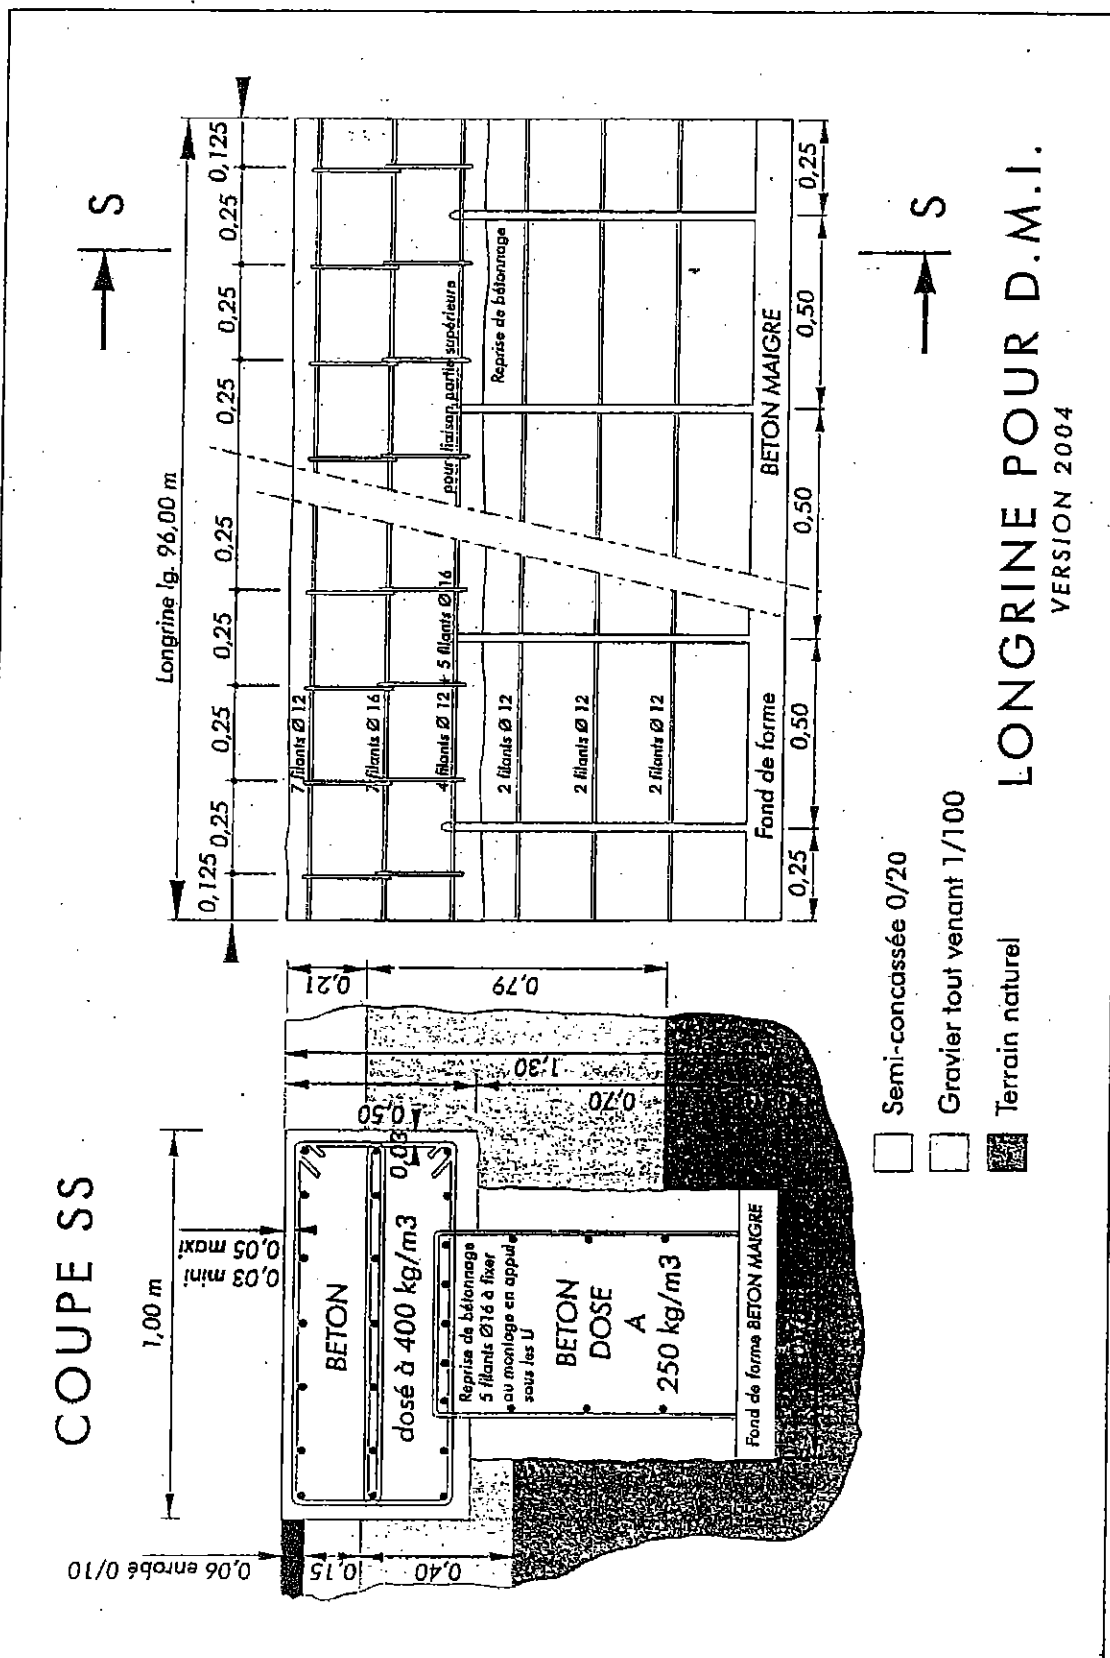 COUPE SS
1,00 m
0,06 enrobé 0/10
0,15
0,40
0,03 mini
0,05 maxi
BETON
dosé à 400 kg/m3
0,03
0,50
1,30
0,70
0,21
0,79
Reprise de bétonnage
5 filants Ø16 à fixer
au montage en appui
sous les U
BETON
DOSE
A
250 kg/m3
Fond de forme BETON MAIGRE
Longrine lg. 96,00 m
0,125
0,25
0,25
0,25
0,25
0,25
0,25
0,25
0,125
S
7 filants Ø 12
7 filants Ø 16
4 filants Ø 12 + 5 filants Ø 16
pour liaison partie supérieure
Reprise de bétonnage
2 filants Ø 12
2 filants Ø 12
2 filants Ø 12
Fond de forme
BETON MAIGRE
0,25
0,50
0,50
0,50
0,25
S
Semi-concassée 0/20
Gravier tout venant 1/100
Terrain naturel
LONGRINE POUR D.M.I.
VERSION 2004